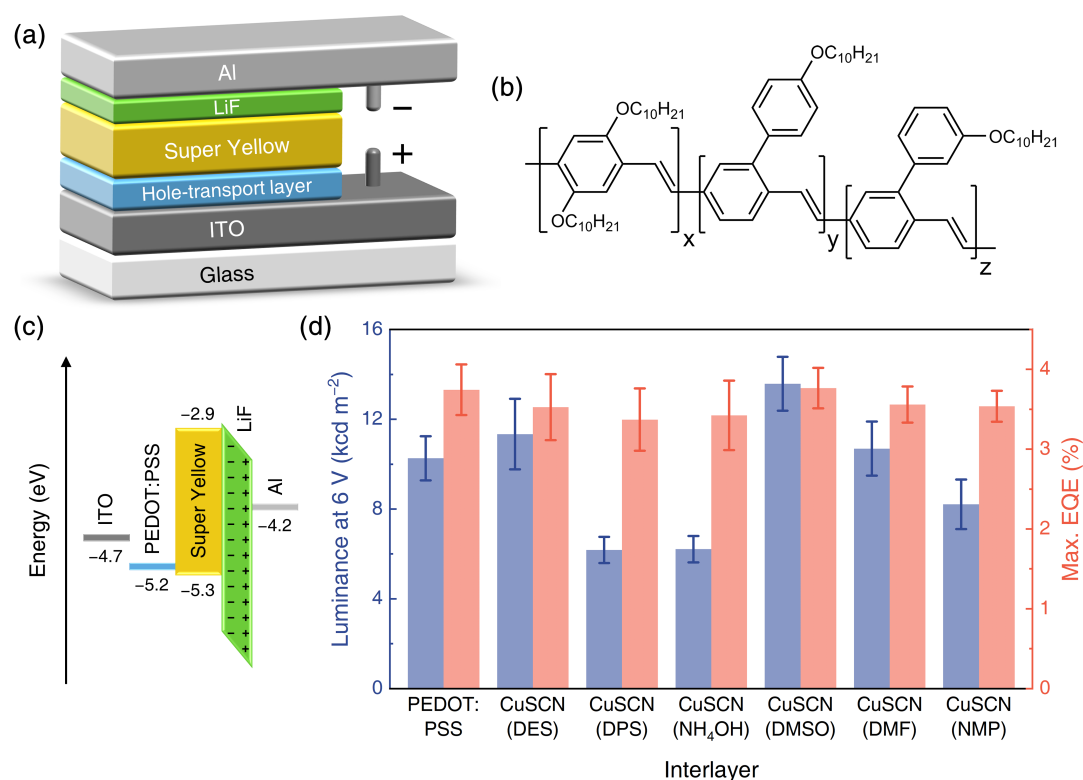 (a)
Al
LiF
Super Yellow
Hole-transport layer
ITO
Glass
−
+
(b)
OC10H21
OC10H21
OC10H21
OC10H21
x
y
z
(c)
Energy (eV)
ITO
−4.7
PEDOT:PSS
−5.2
−2.9
Super Yellow
−5.3
LiF
Al
−4.2
(d)
Luminance at 6 V (kcd m−2)
16
12
8
4
0
Max. EQE (%)
4
3
2
1
0
PEDOT: CuSCN CuSCN CuSCN CuSCN CuSCN CuSCN
PSS (DES) (DPS) (NH4OH) (DMSO) (DMF) (NMP)
Interlayer